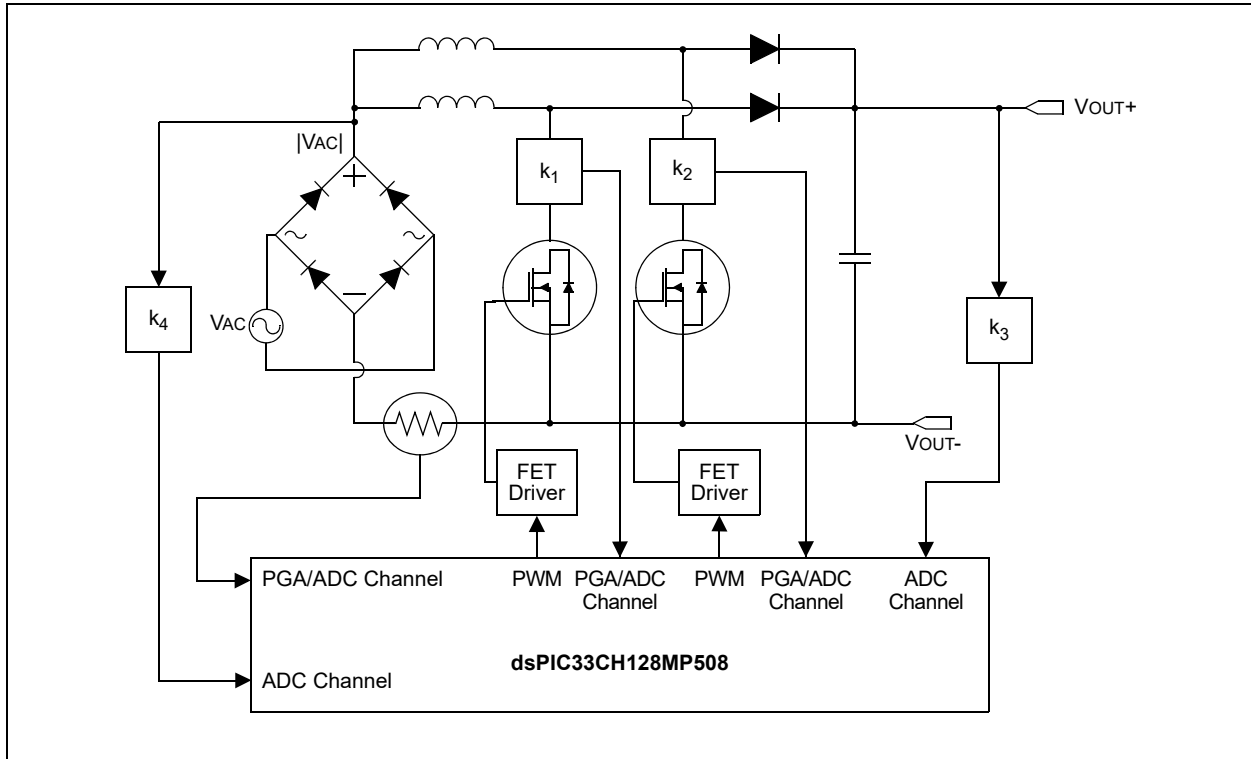 VOUT+
|VAC|
k1
k2
k4
VAC
k3
VOUT-
FET
Driver
FET
Driver
PGA/ADC Channel
PWM
PGA/ADC
Channel
PWM
PGA/ADC
Channel
ADC
Channel
dsPIC33CH128MP508
ADC Channel